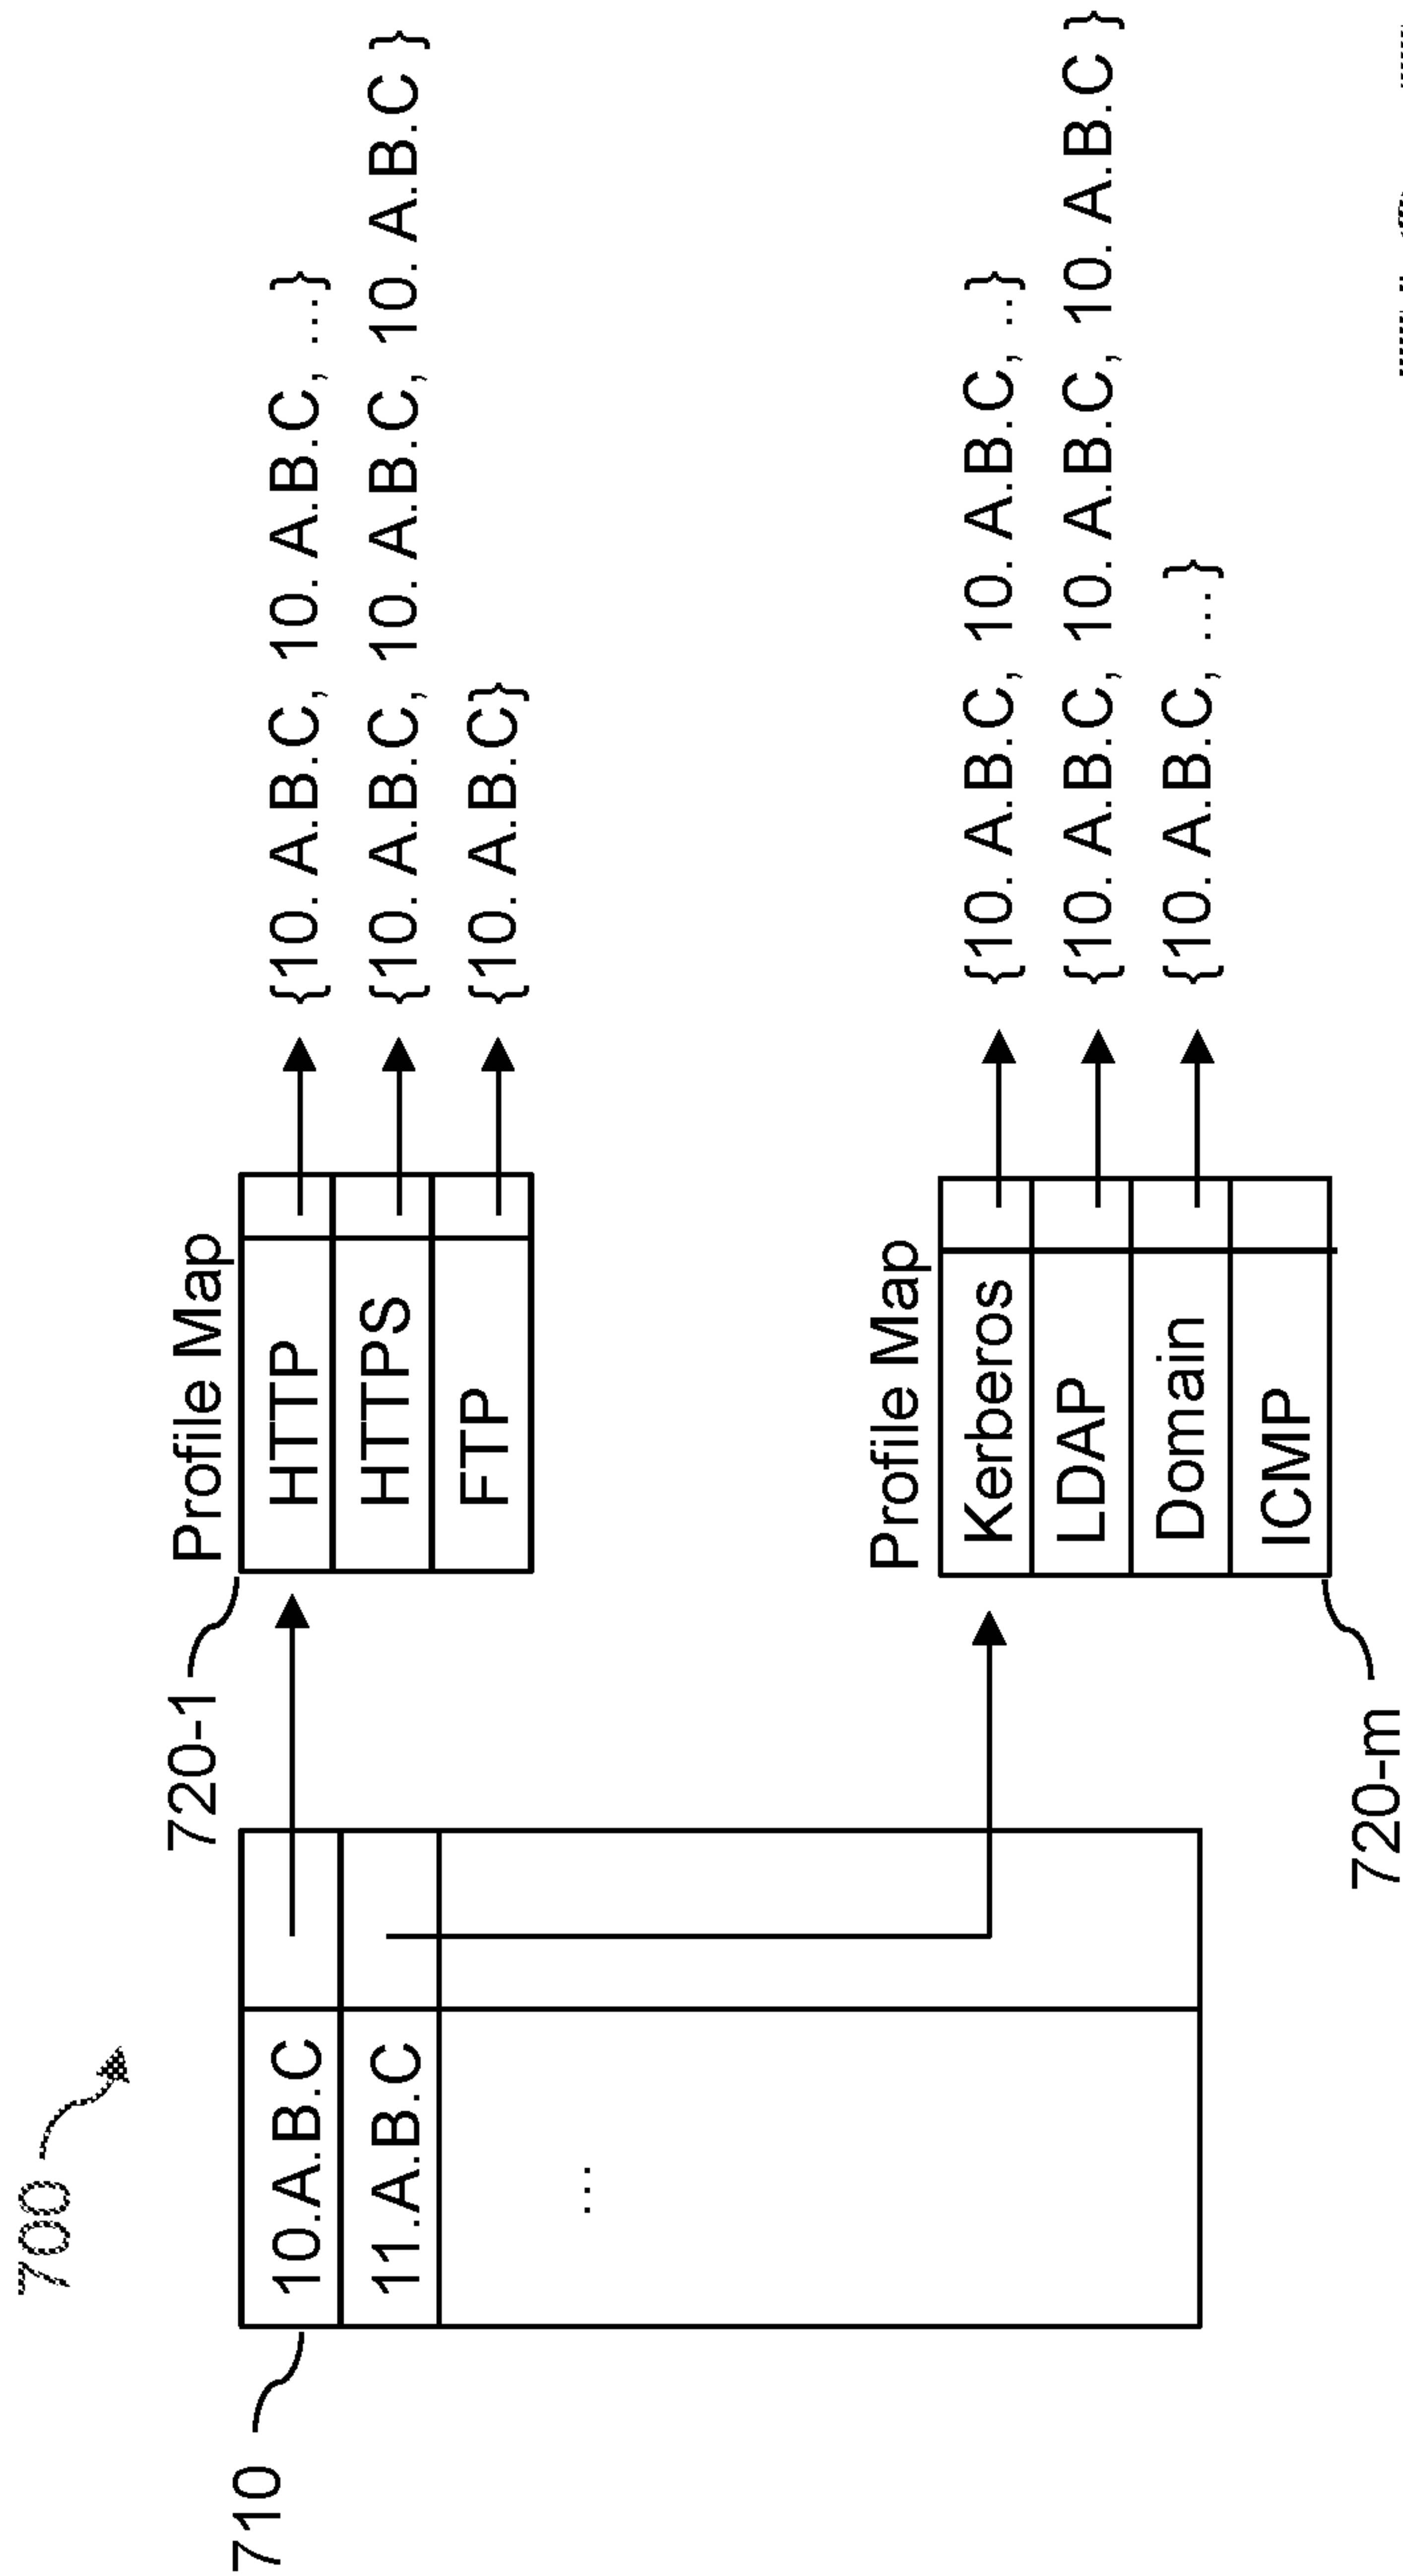 700
710
10.A.B.C
11.A.B.C
...
720-1
Profile Map
HTTP
HTTPS
FTP
{10. A.B.C, 10. A.B.C, ...}
{10. A.B.C, 10. A.B.C, 10. A.B.C }
{10. A.B.C}
Profile Map
Kerberos
LDAP
Domain
ICMP
720-m
{10. A.B.C, 10. A.B.C, ...}
{10. A.B.C, 10. A.B.C, 10. A.B.C }
{10. A.B.C, ...}